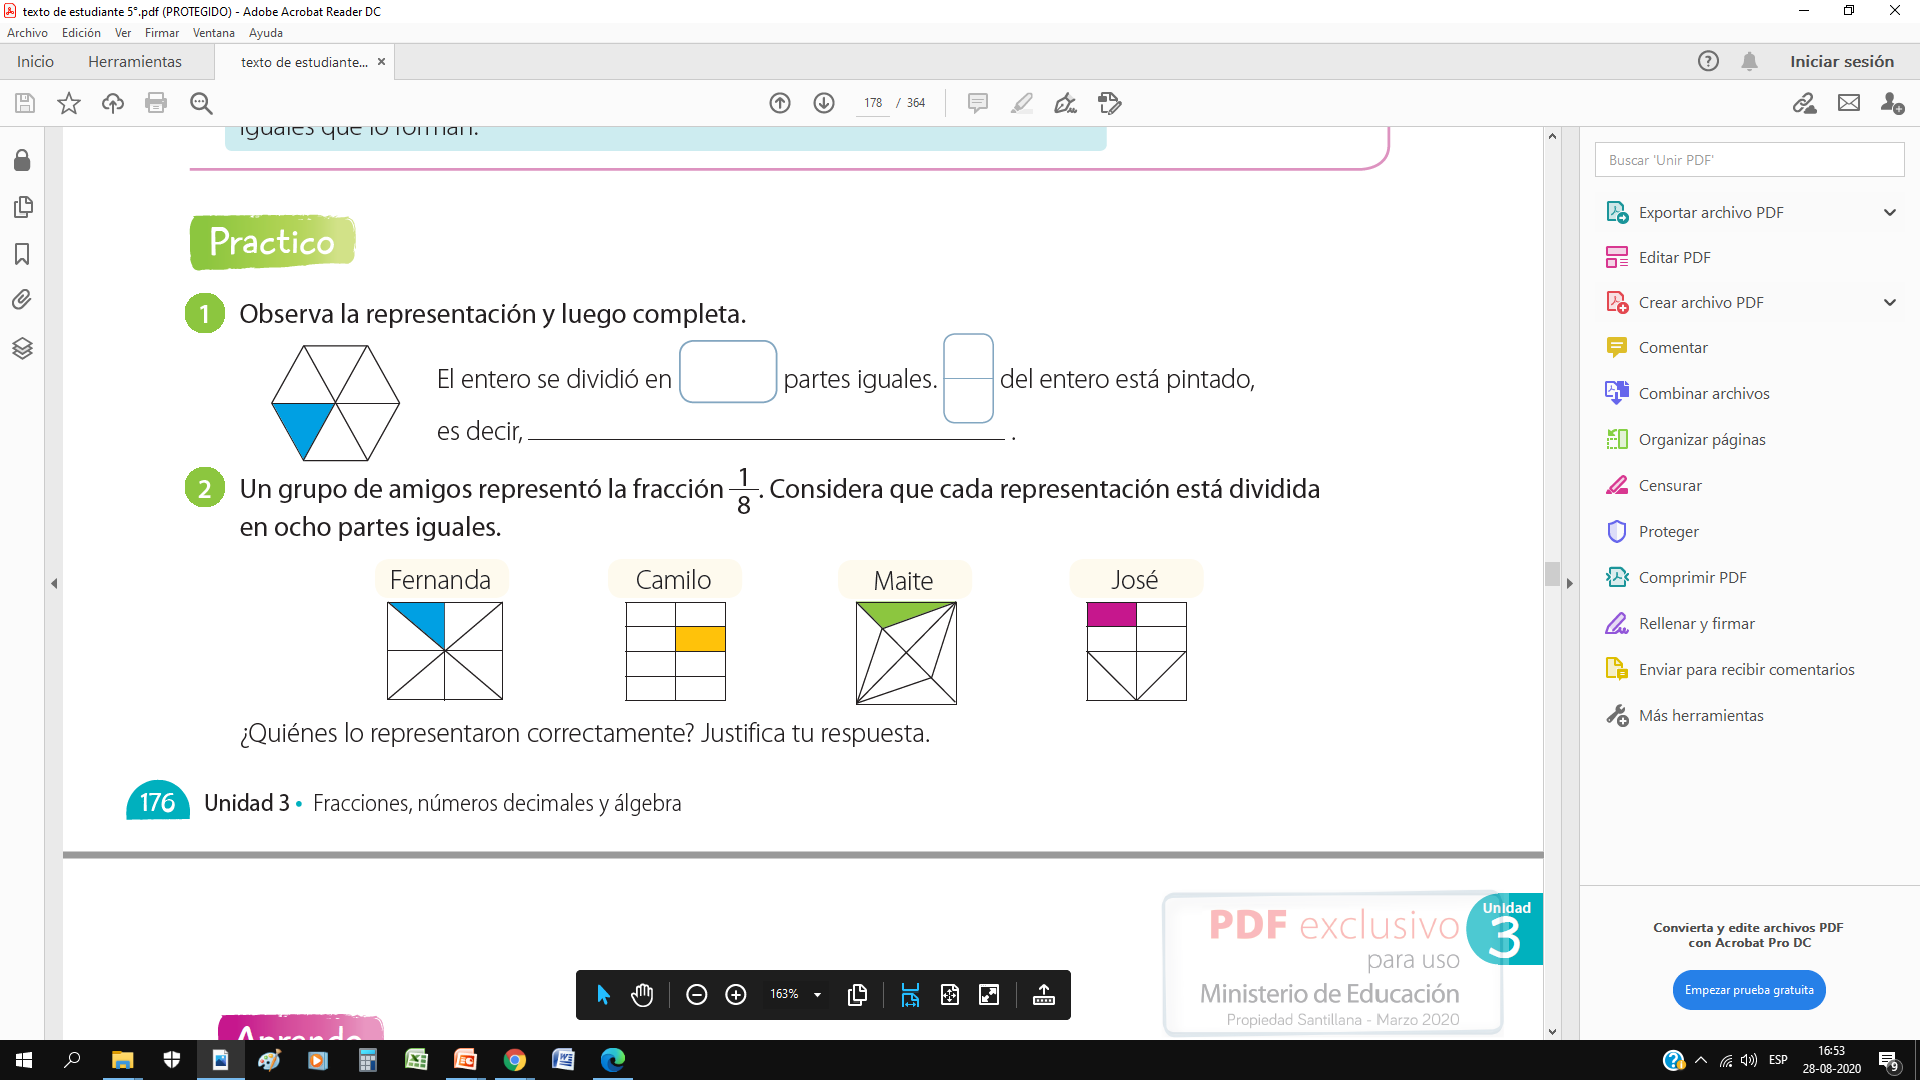 texto de estudiante 5°.pdf (PROTEGIDO) - Adobe Acrobat Reader DC
Archivo Edición Ver Firmar Ventana Ayuda
Inicio Herramientas texto de estudiante... × Iniciar sesión
178 / 364
iguales que lo forman.
Buscar 'Unir PDF'
Exportar archivo PDF
Editar PDF
Crear archivo PDF
Comentar
Combinar archivos
Organizar páginas
Censurar
Proteger
Comprimir PDF
Rellenar y firmar
Enviar para recibir comentarios
Más herramientas
Convierta y edite archivos PDF
con Acrobat Pro DC
Empezar prueba gratuita
Practico
1 Observa la representación y luego completa.
El entero se dividió en partes iguales. del entero está pintado,
es decir, .
2 Un grupo de amigos representó la fracción 1/8. Considera que cada representación está dividida
en ocho partes iguales.
Fernanda Camilo Maite José
¿Quiénes lo representaron correctamente? Justifica tu respuesta.
176 Unidad 3 • Fracciones, números decimales y álgebra
Unidad
3
PDF exclusivo
para uso
Ministerio de Educación
Propiedad Santillana - Marzo 2020
163%
Aprendo
ESP
16:53
28-08-2020
9